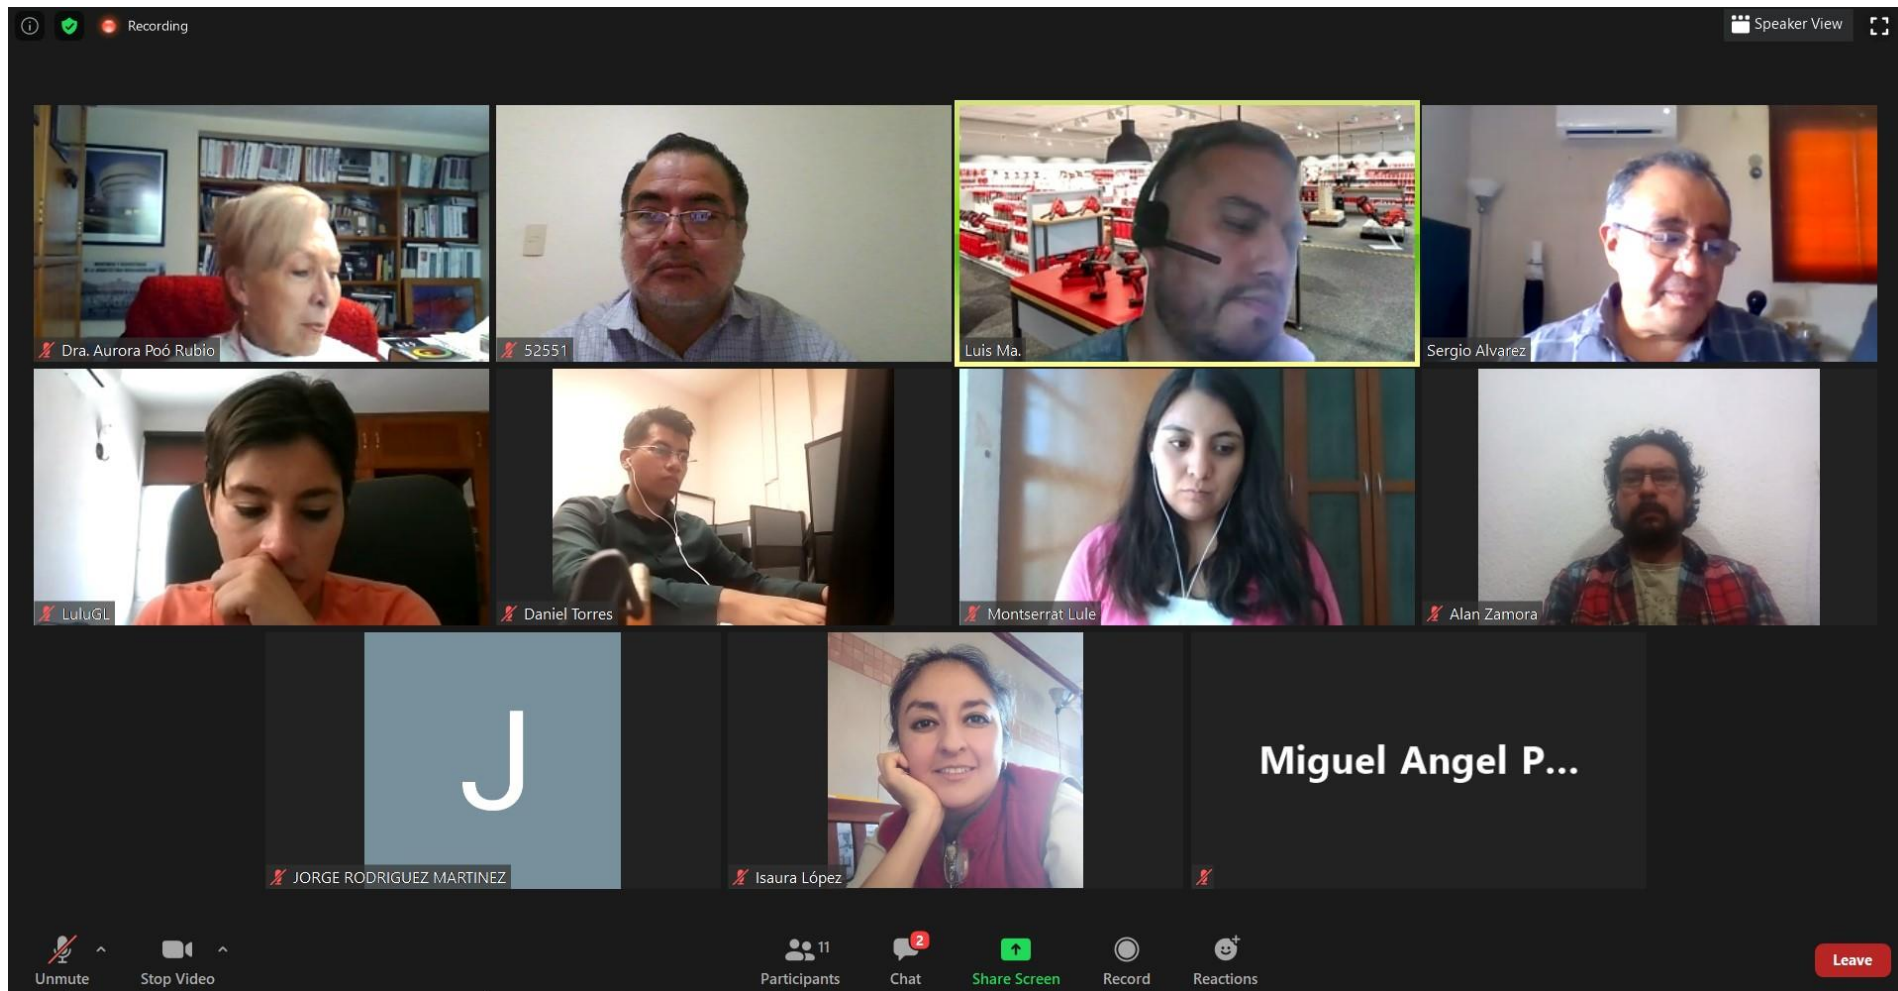 Recording
Speaker View
Dra. Aurora Poó Rubio
52551
Luis Ma.
Sergio Alvarez
LuluGL
Daniel Torres
Montserrat Lule
Alan Zamora
J
JORGE RODRIGUEZ MARTINEZ
Isaura López
Miguel Angel P...
Unmute
Stop Video
11
Participants
2
Chat
Share Screen
Record
Reactions
Leave